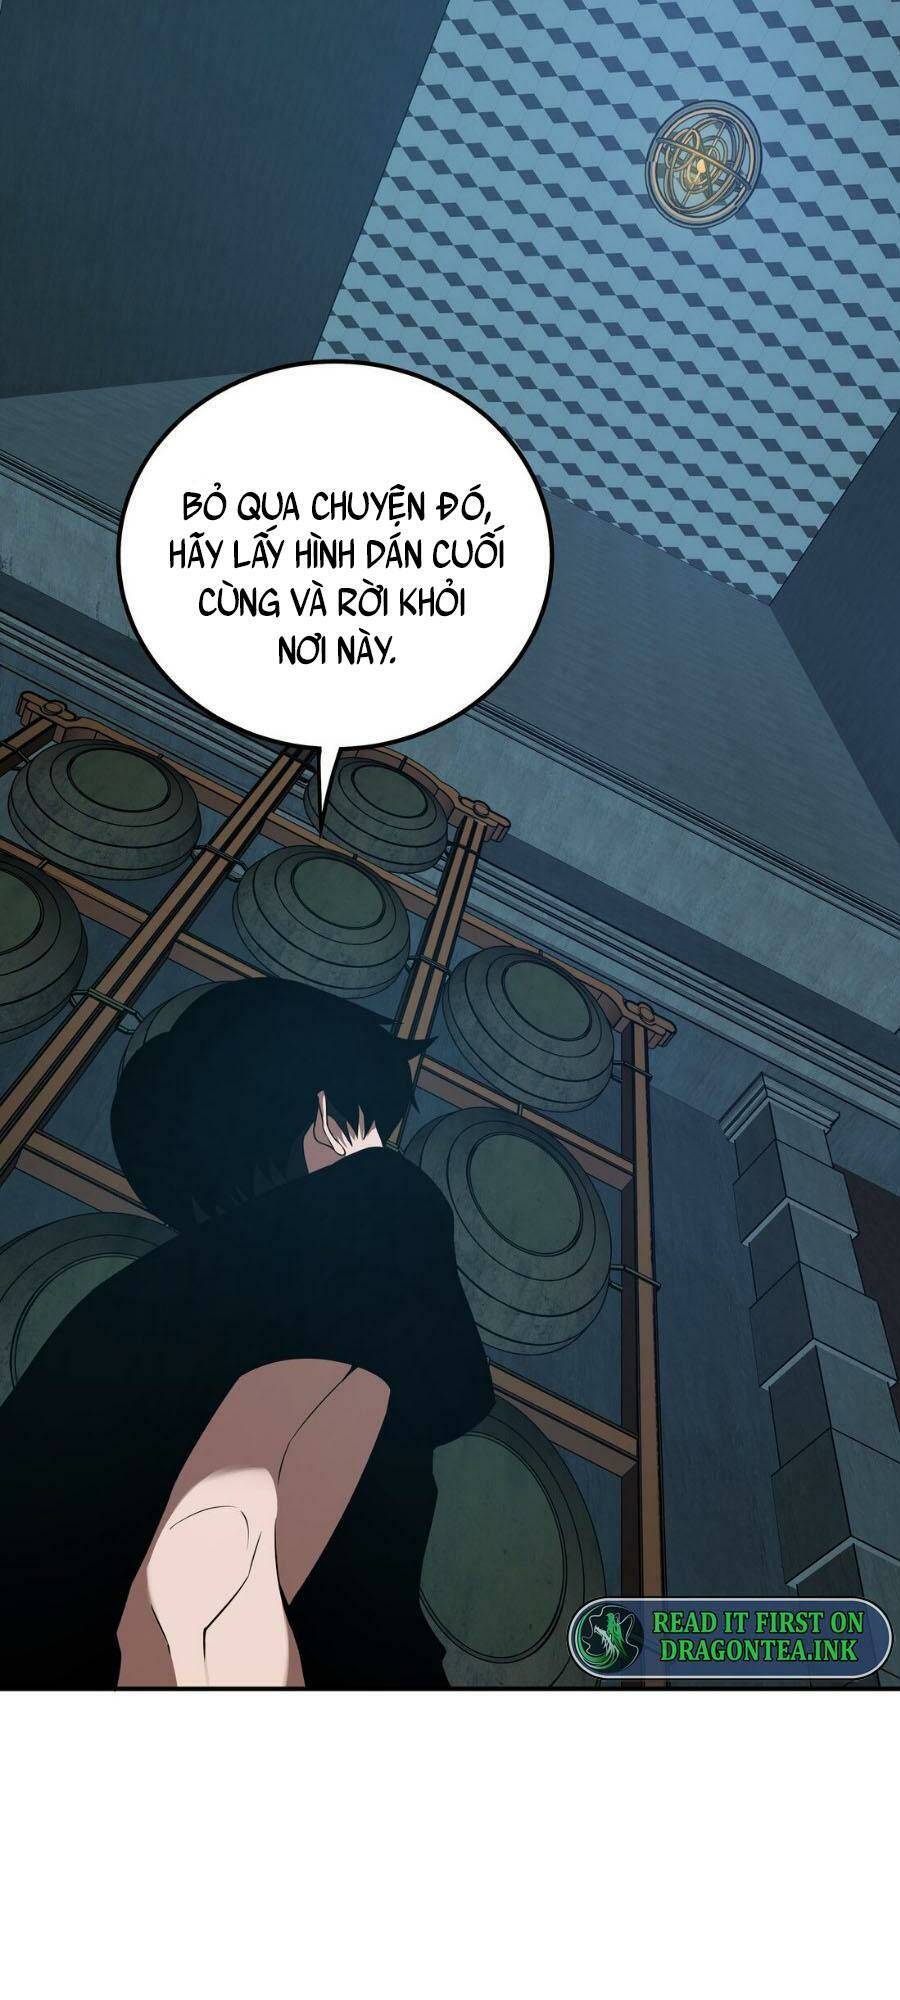 BỎ QUA CHUYỆN ĐÓ,
HÃY LẤY HÌNH DÁN CUỐI
CÙNG VÀ RỜI KHỎI
NƠI NÀY.
READ IT FIRST ON
DRAGONTEA.INK